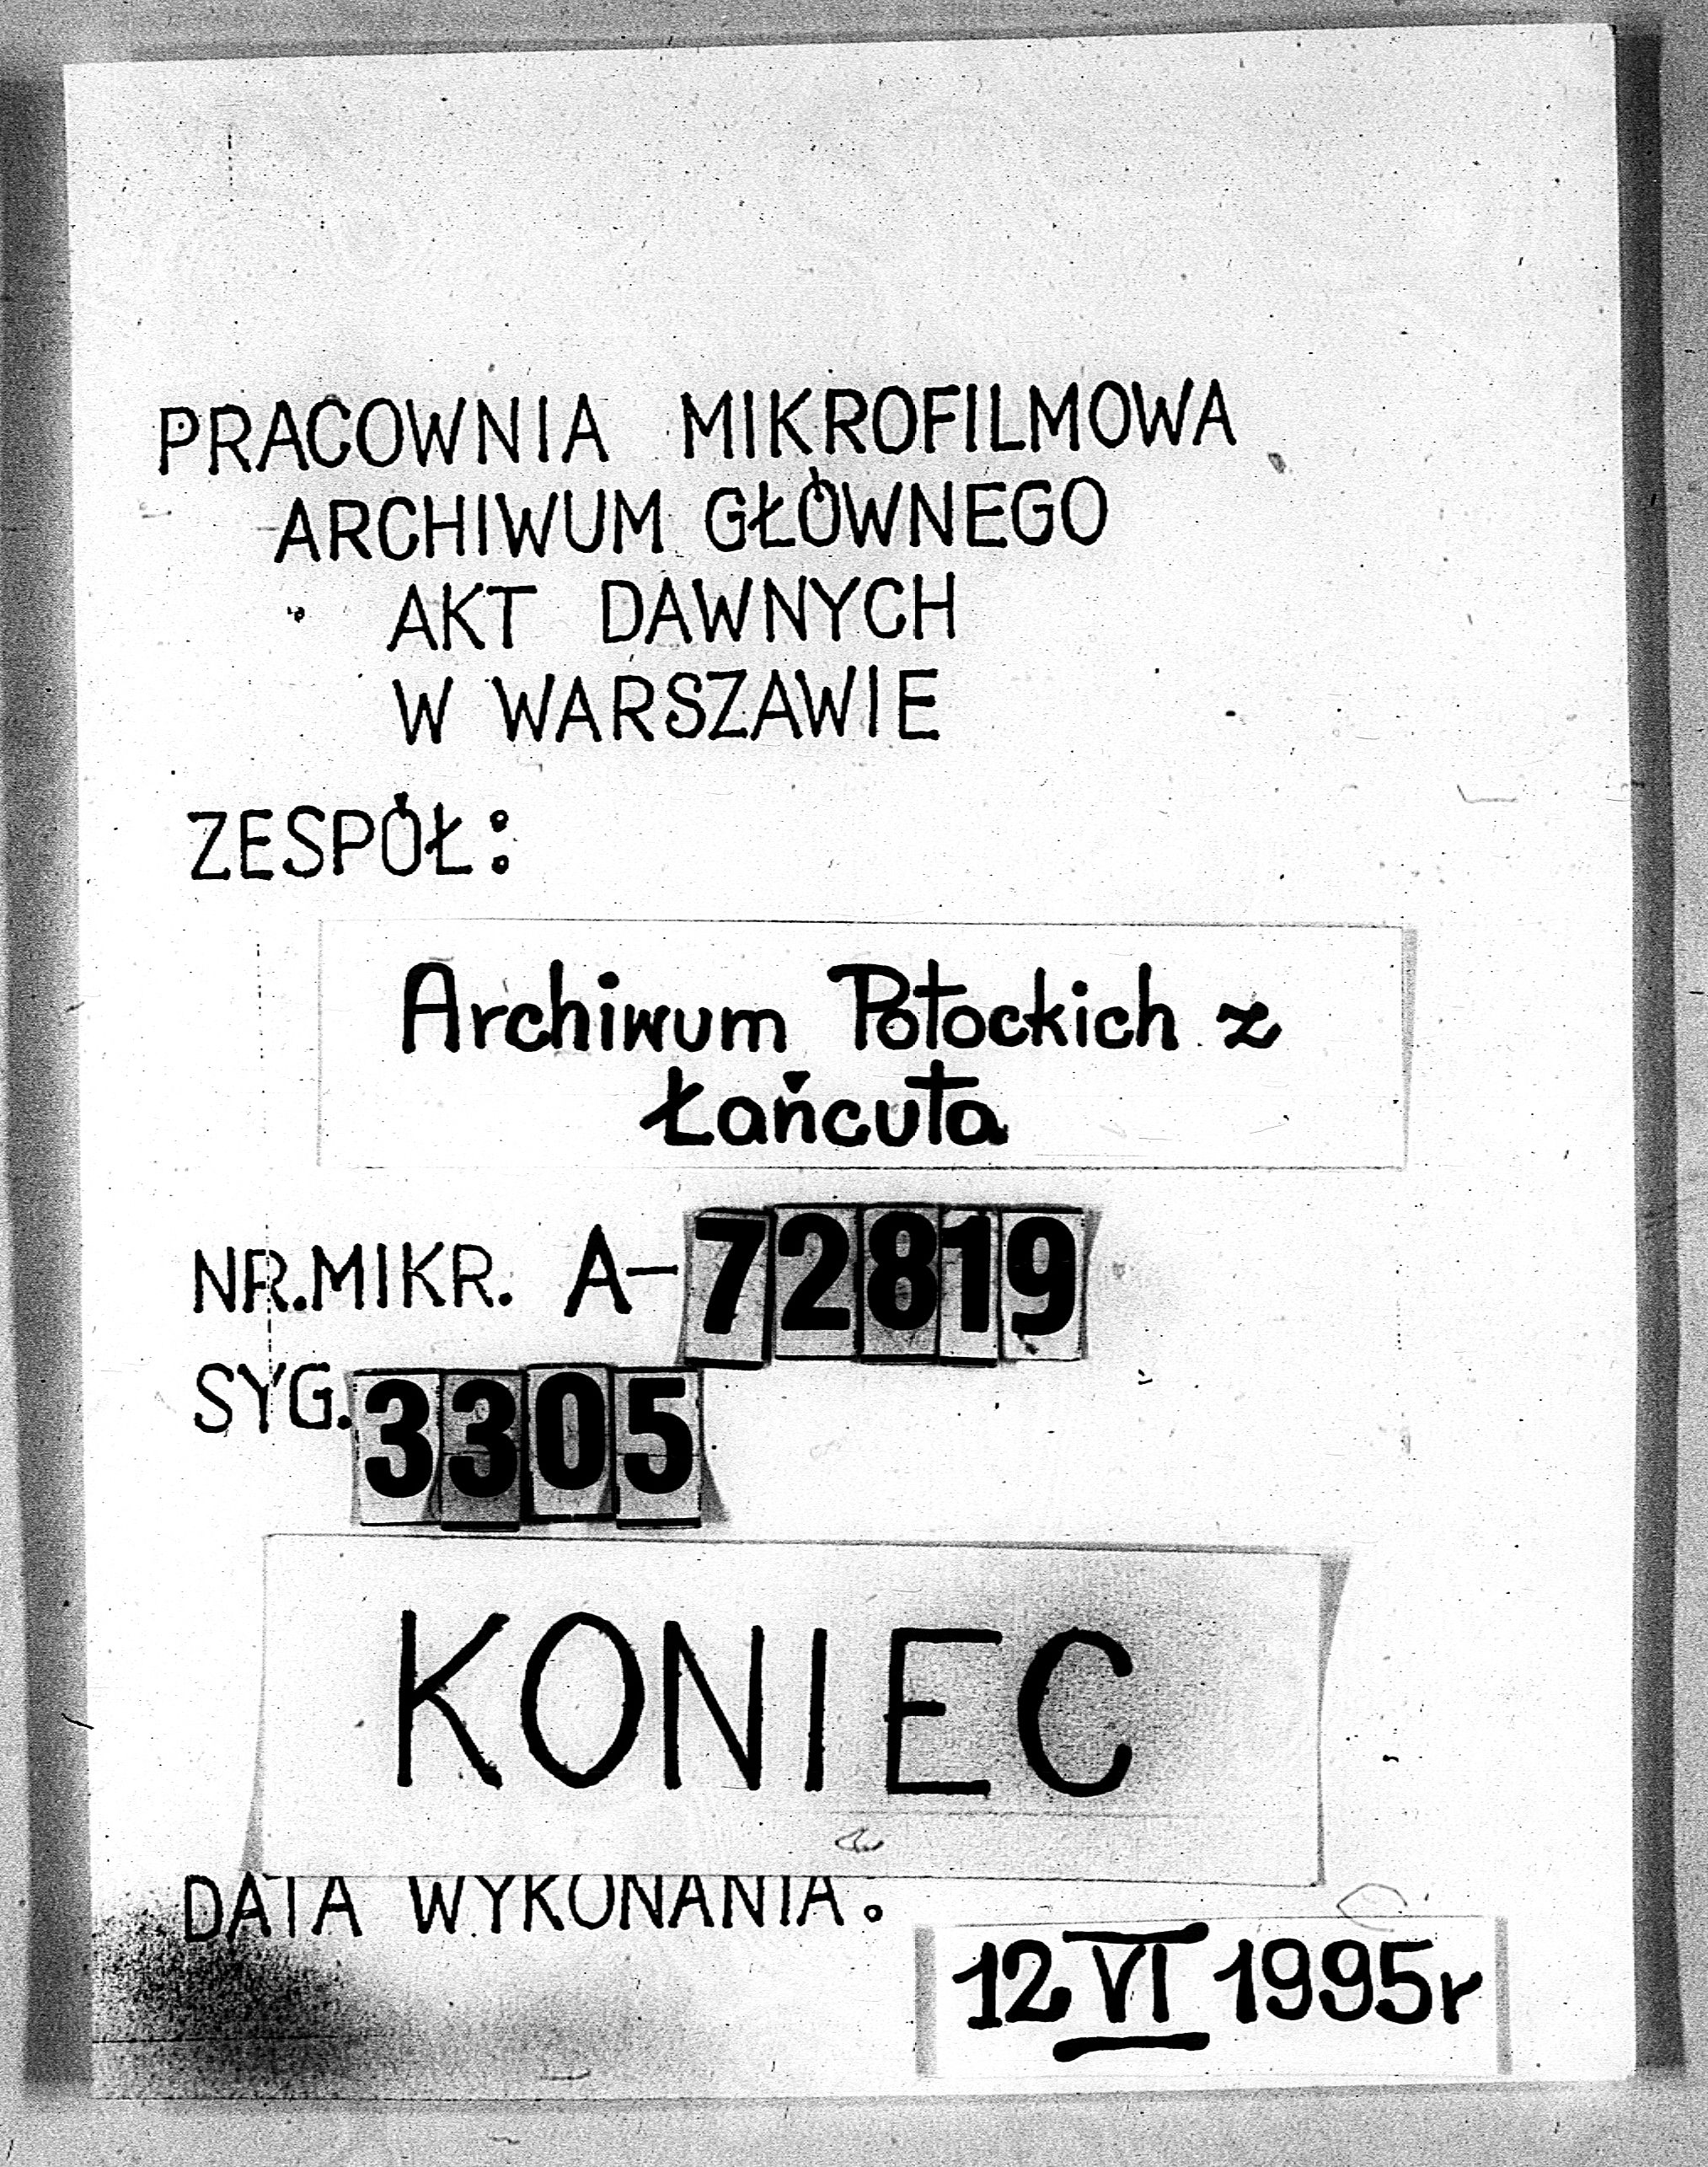 PRACOWNIA MIKROFILMOWA
ARCHIWUM GŁÓWNEGO
AKT DAWNYCH
W WARSZAWIE
ZESPÓŁ:
Archiwum Potockich z
Łańcuta
NR.MIKR. A-72819
SYG. 3305
KONIEC
DATA WYKONANIA.
12 VI 1995r